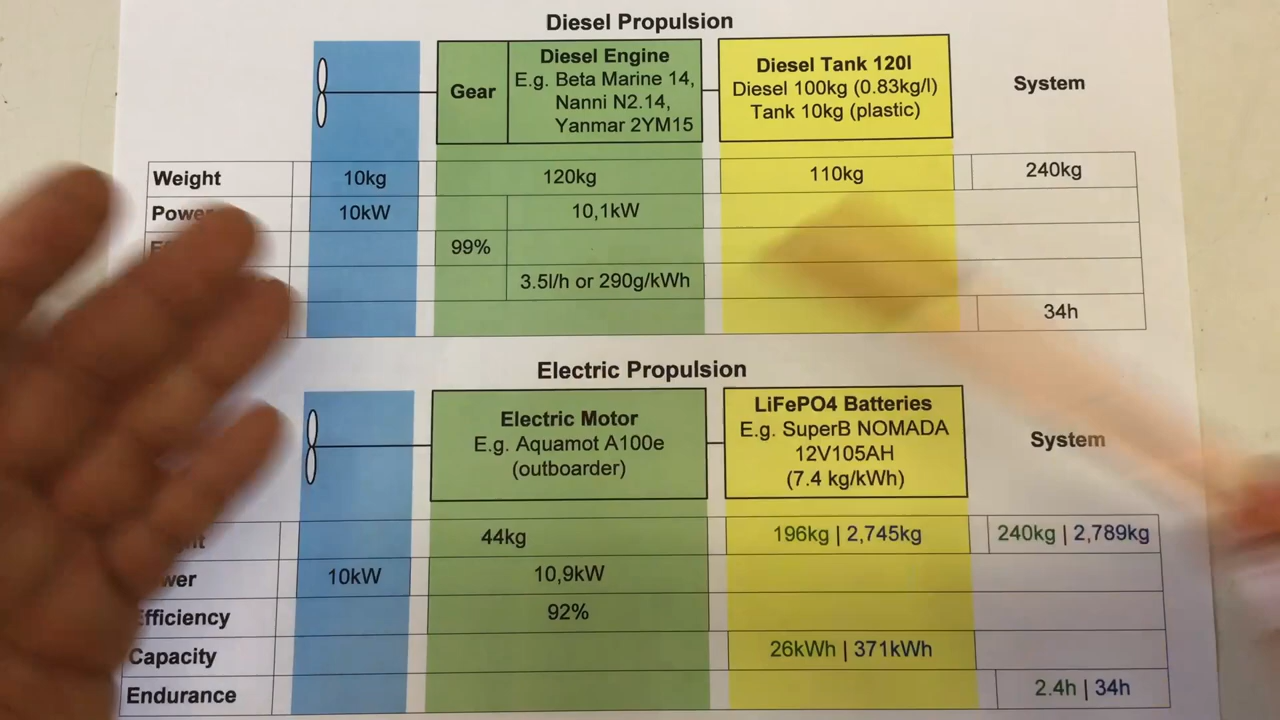 Diesel Propulsion
Gear
Diesel Engine
E.g. Beta Marine 14,
Nanni N2.14,
Yanmar 2YM15
Diesel Tank 120l
Diesel 100kg (0.83kg/l)
Tank 10kg (plastic)
System
Weight 10kg 120kg 110kg 240kg
10kW 10,1kW
99%
3.5l/h or 290g/kWh
34h
Electric Propulsion
Electric Motor
E.g. Aquamot A100e
(outboarder)
LiFePO4 Batteries
E.g. SuperB NOMADA
12V105AH
(7.4 kg/kWh)
System
44kg 196kg | 2,745kg 240kg | 2,789kg
10kW 10,9kW
Efficiency 92%
Capacity 26kWh | 371kWh
Endurance 2.4h | 34h